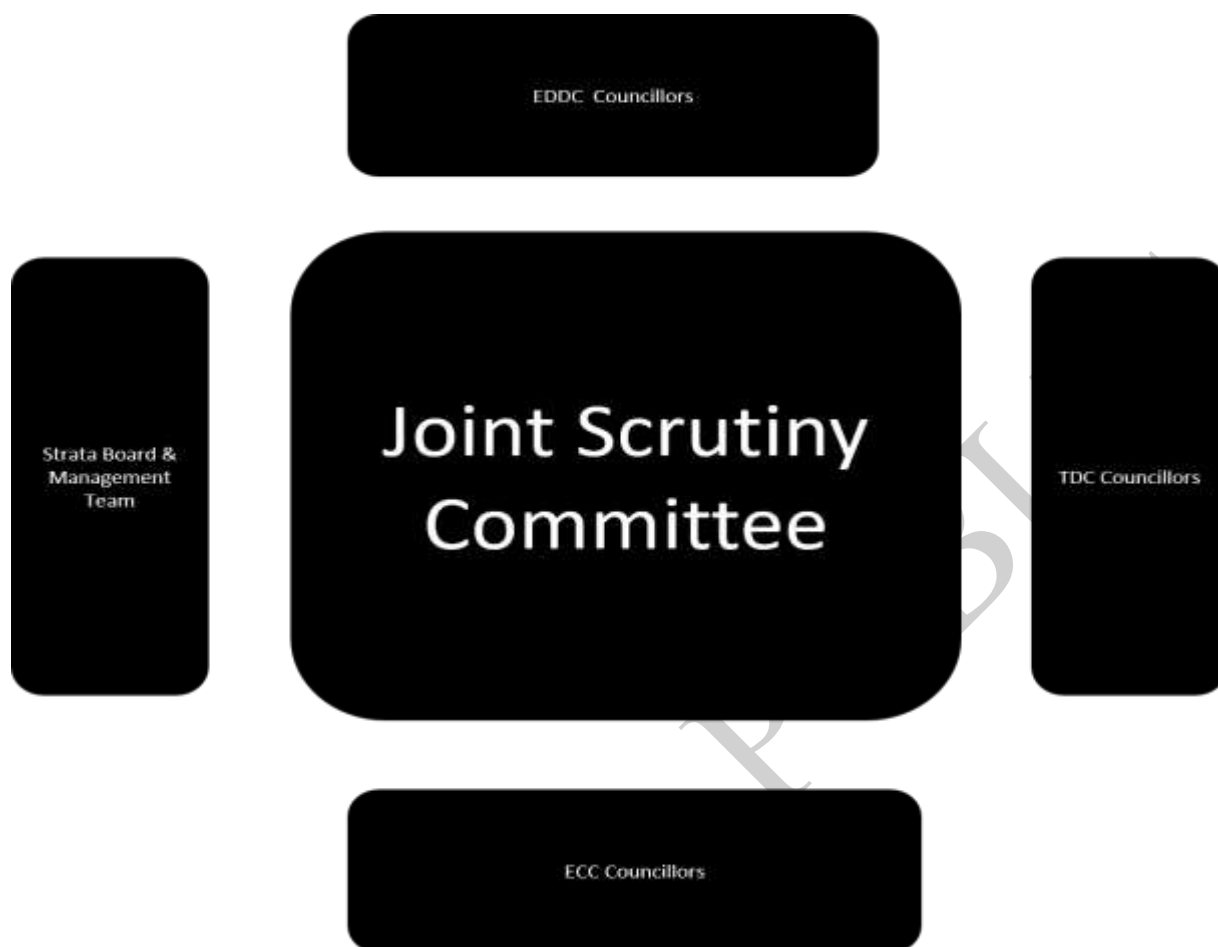 EDDC Councillors
Strata Board &
Management
Team
Joint Scrutiny
Committee
TDC Councillors
ECC Councillors